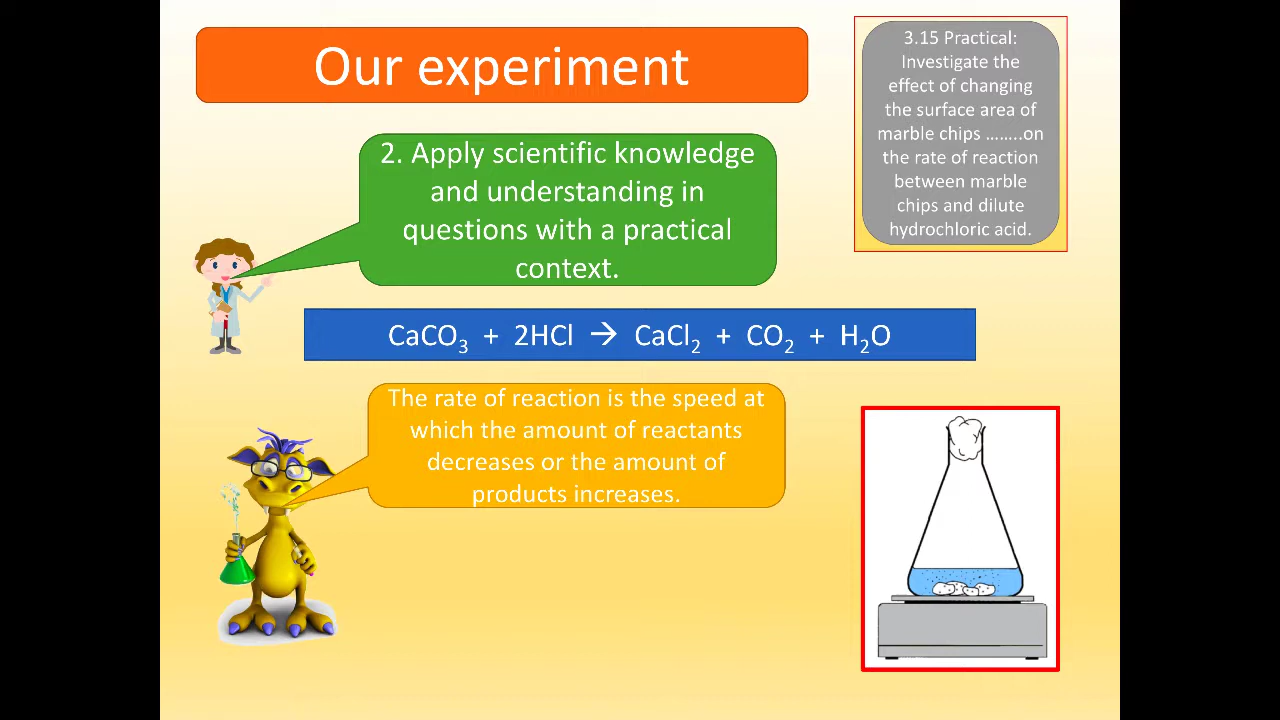 Our experiment
3.15 Practical:
Investigate the
effect of changing
the surface area of
marble chips ........on
the rate of reaction
between marble
chips and dilute
hydrochloric acid.
2. Apply scientific knowledge
and understanding in
questions with a practical
context.
CaCO₃ + 2HCl → CaCl₂ + CO₂ + H₂O
The rate of reaction is the speed at
which the amount of reactants
decreases or the amount of
products increases.